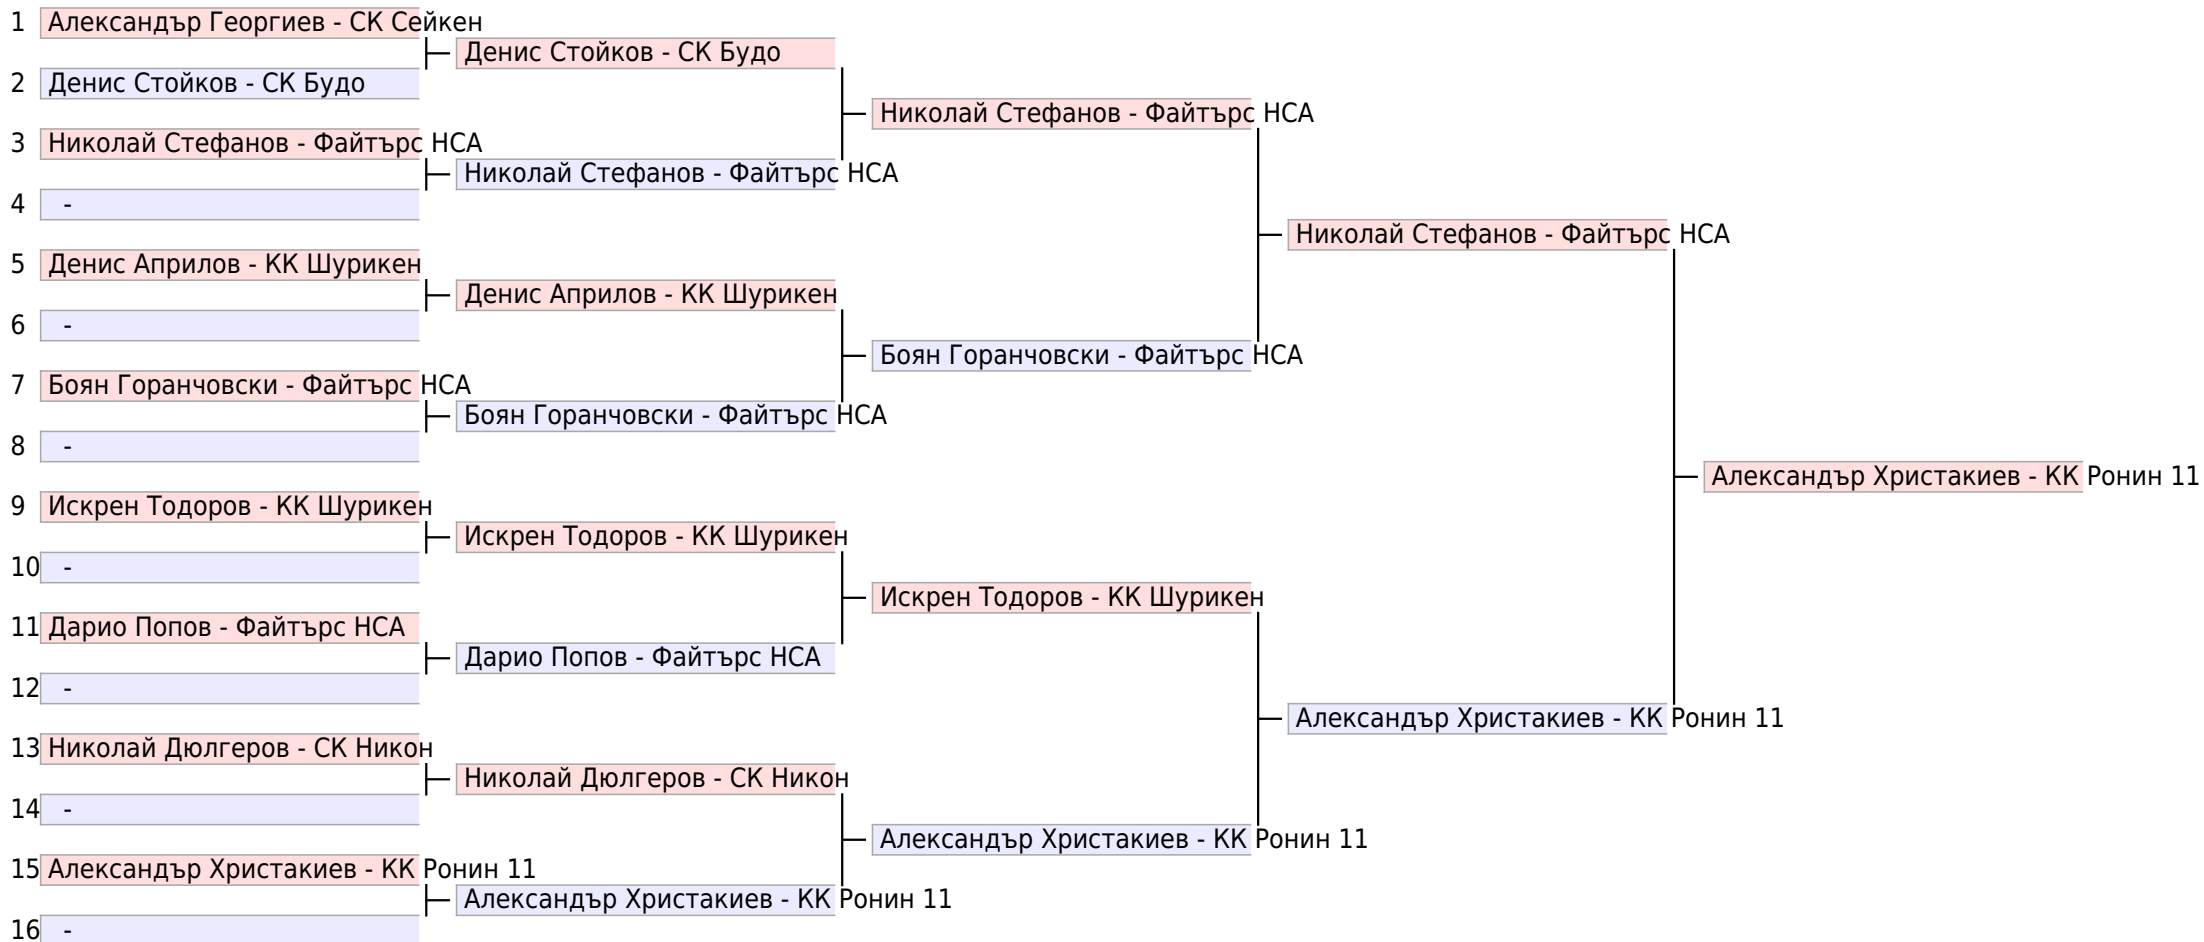 1 Александър Георгиев - СК Сейкен
Денис Стойков - СК Будо
2 Денис Стойков - СК Будо
Николай Стефанов - Файтърс НСА
3 Николай Стефанов - Файтърс НСА
Николай Стефанов - Файтърс НСА
4 -
Николай Стефанов - Файтърс НСА
5 Денис Априлов - КК Шурикен
Денис Априлов - КК Шурикен
6 -
Боян Горанчовски - Файтърс НСА
7 Боян Горанчовски - Файтърс НСА
Боян Горанчовски - Файтърс НСА
8 -
Александър Христакиев - КК Ронин 11
9 Искрен Тодоров - КК Шурикен
Искрен Тодоров - КК Шурикен
10 -
Искрен Тодоров - КК Шурикен
11 Дарио Попов - Файтърс НСА
Дарио Попов - Файтърс НСА
12 -
Александър Христакиев - КК Ронин 11
13 Николай Дюлгеров - СК Никон
Николай Дюлгеров - СК Никон
14 -
Александър Христакиев - КК Ронин 11
15 Александър Христакиев - КК Ронин 11
Александър Христакиев - КК Ронин 11
16 -